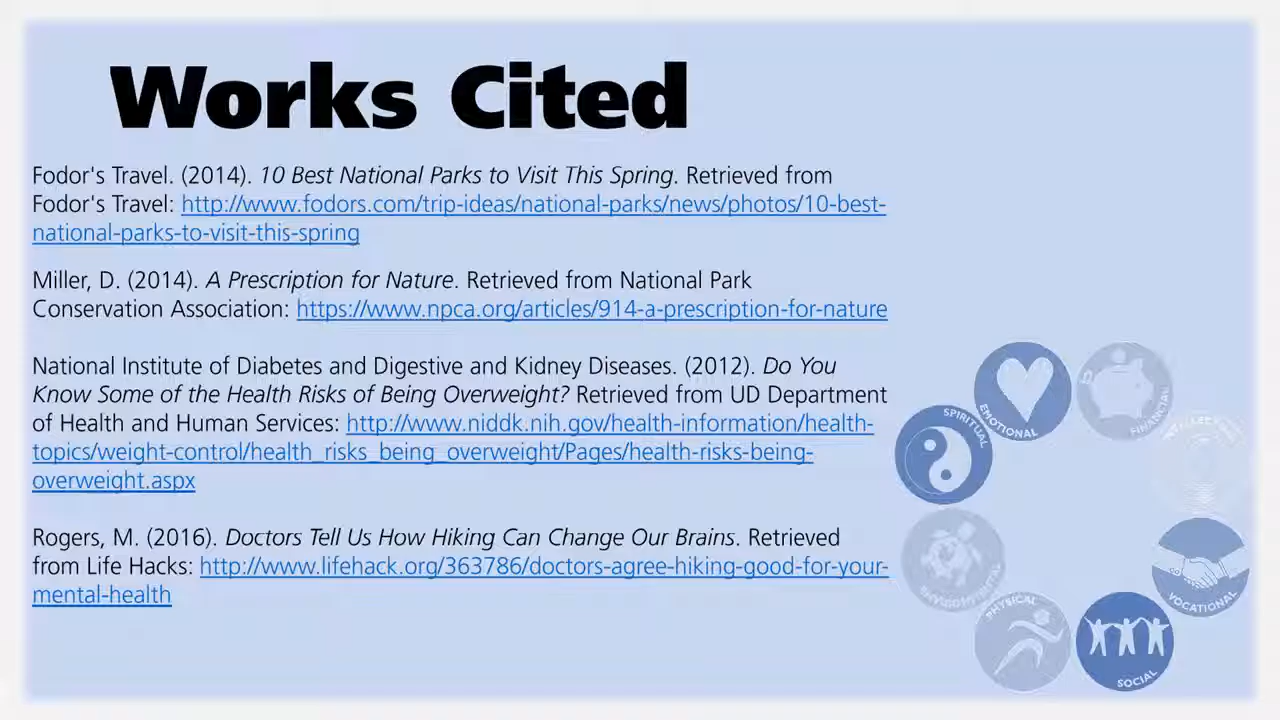 Works Cited
Fodor's Travel. (2014). 10 Best National Parks to Visit This Spring. Retrieved from
Fodor's Travel: http://www.fodors.com/trip-ideas/national-parks/news/photos/10-best-
national-parks-to-visit-this-spring
Miller, D. (2014). A Prescription for Nature. Retrieved from National Park
Conservation Association: https://www.npca.org/articles/914-a-prescription-for-nature
National Institute of Diabetes and Digestive and Kidney Diseases. (2012). Do You
Know Some of the Health Risks of Being Overweight? Retrieved from UD Department
of Health and Human Services: http://www.niddk.nih.gov/health-information/health-
topics/weight-control/health_risks_being_overweight/Pages/health-risks-being-
overweight.aspx
Rogers, M. (2016). Doctors Tell Us How Hiking Can Change Our Brains. Retrieved
from Life Hacks: http://www.lifehack.org/363786/doctors-agree-hiking-good-for-your-
mental-health
EMOTIONAL
FINANCIAL
SPIRITUAL
VOCATIONAL
PHYSICAL
SOCIAL